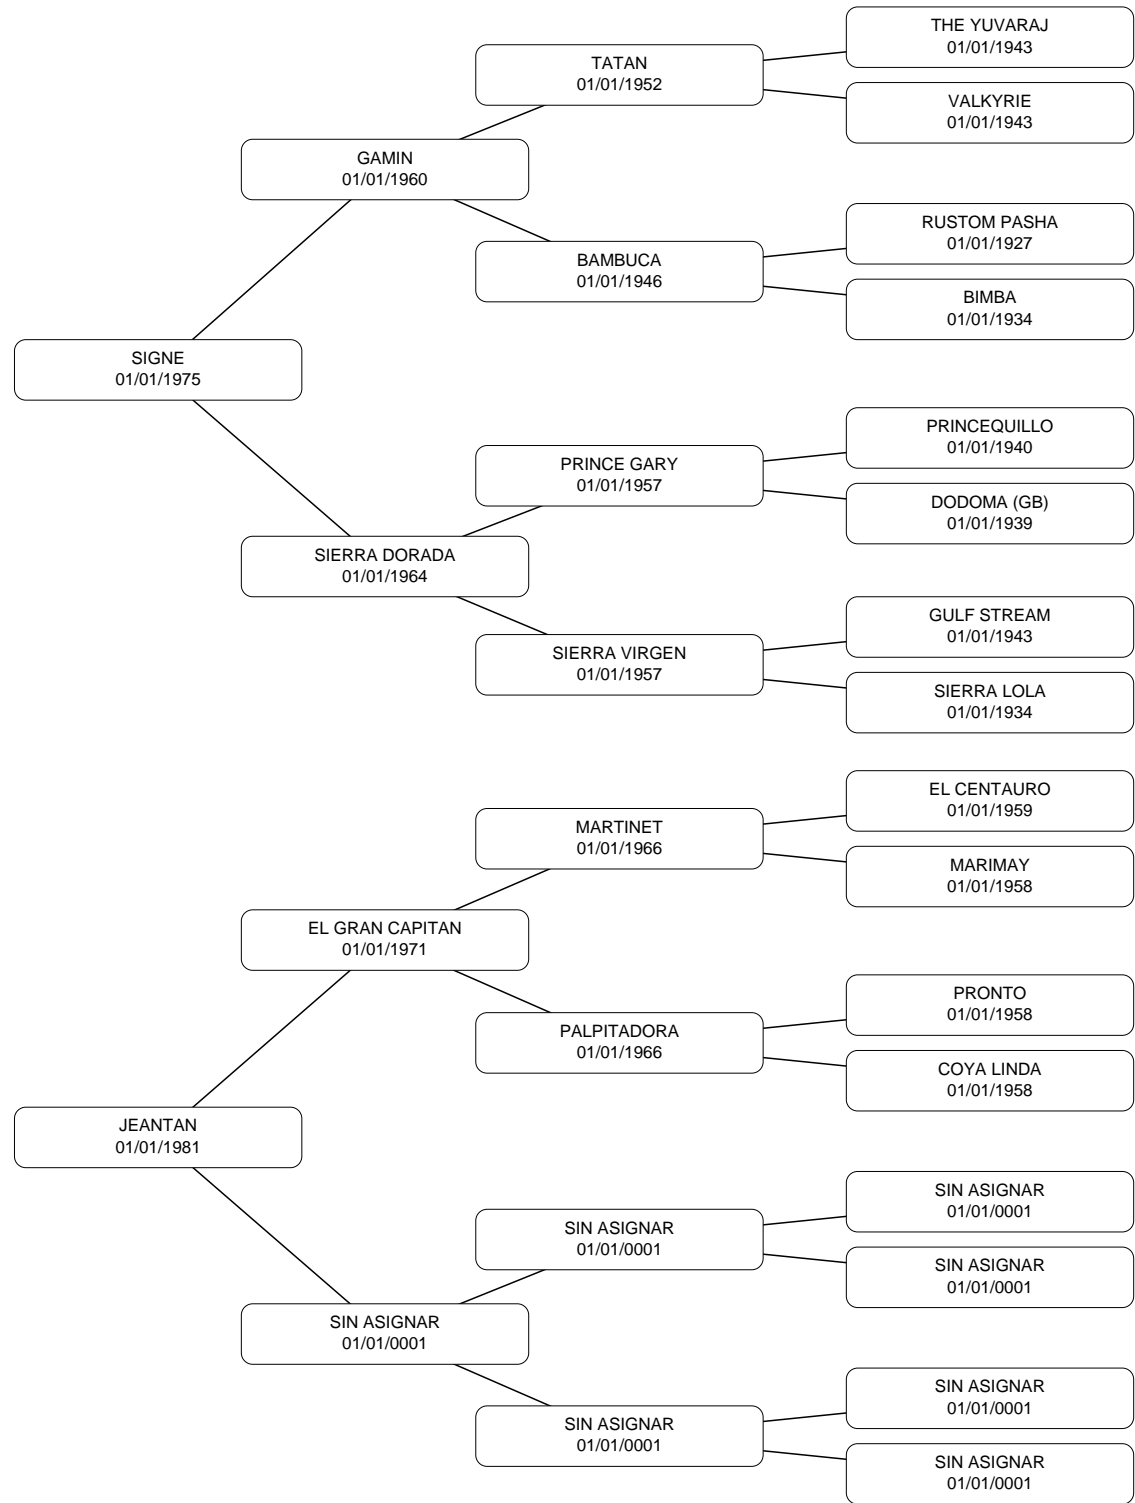 THE YUVARAJ
01/01/1943
TATAN
01/01/1952
VALKYRIE
01/01/1943
GAMIN
01/01/1960
RUSTOM PASHA
01/01/1927
BAMBUCA
01/01/1946
BIMBA
01/01/1934
SIGNE
01/01/1975
PRINCEQUILLO
01/01/1940
PRINCE GARY
01/01/1957
DODOMA (GB)
01/01/1939
SIERRA DORADA
01/01/1964
GULF STREAM
01/01/1943
SIERRA VIRGEN
01/01/1957
SIERRA LOLA
01/01/1934
EL CENTAURO
01/01/1959
MARTINET
01/01/1966
MARIMAY
01/01/1958
EL GRAN CAPITAN
01/01/1971
PRONTO
01/01/1958
PALPITADORA
01/01/1966
COYA LINDA
01/01/1958
JEANTAN
01/01/1981
SIN ASIGNAR
01/01/0001
SIN ASIGNAR
01/01/0001
SIN ASIGNAR
01/01/0001
SIN ASIGNAR
01/01/0001
SIN ASIGNAR
01/01/0001
SIN ASIGNAR
01/01/0001
SIN ASIGNAR
01/01/0001